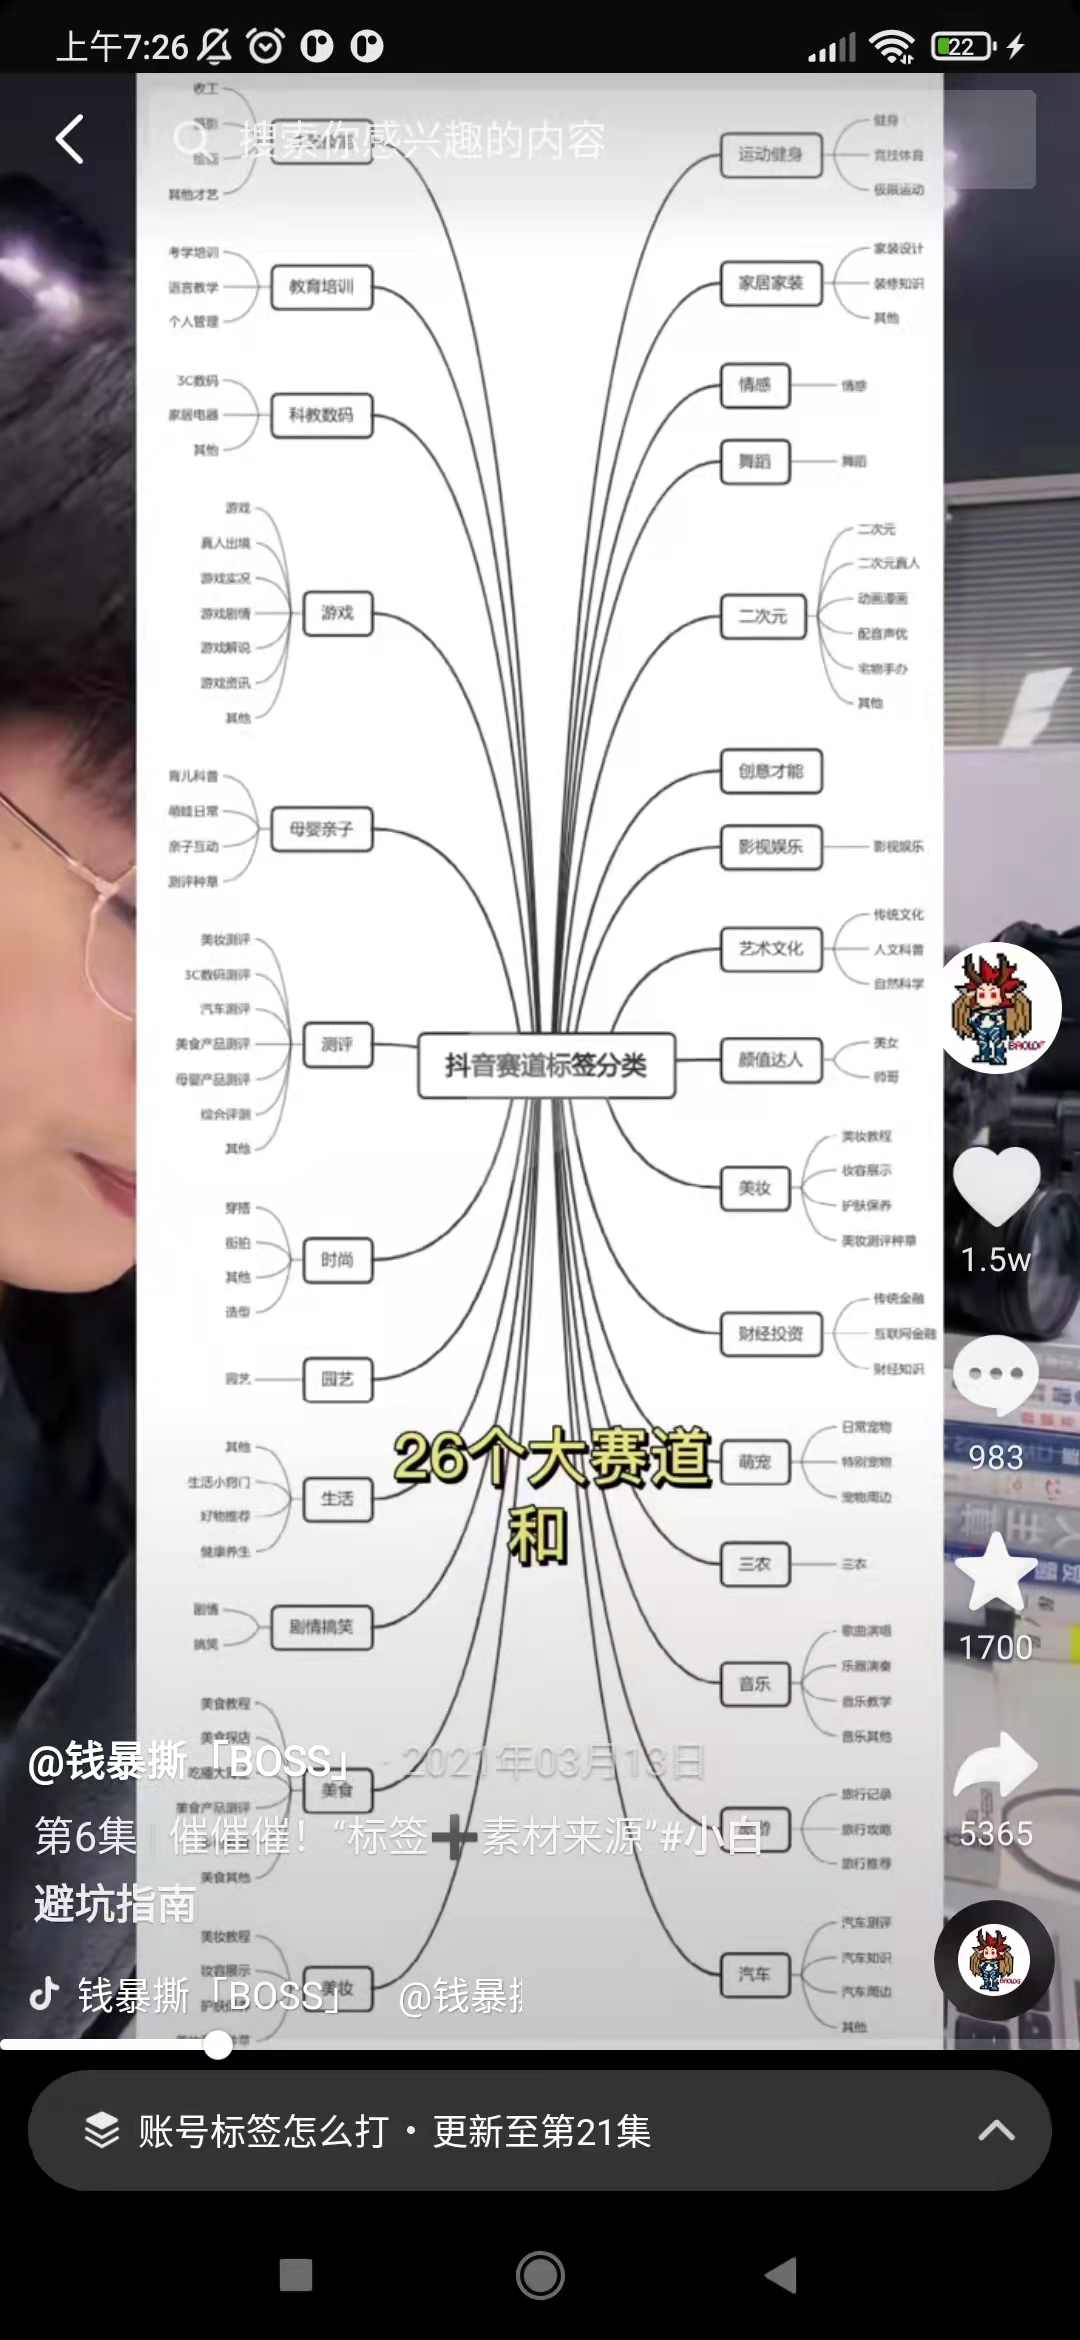 上午7:26
22
搜索你感兴趣的内容
收工
绘画
其他才艺
考学培训
语言教学
个人管理
教育培训
3C数码
家居电器
其他
科教数码
游戏
真人出境
游戏实况
游戏剧情
游戏解说
游戏资讯
其他
游戏
育儿科普
萌娃日常
亲子互动
测评种草
母婴亲子
美妆测评
3C数码测评
汽车测评
美食产品测评
母婴产品测评
综合评测
其他
测评
穿搭
街拍
其他
造型
时尚
园艺
园艺
其他
生活小窍门
好物推荐
健康养生
生活
剧情
搞笑
剧情搞笑
美食教程
美食探店
美食产品测评
美食其他
美食
美妆教程
妆容展示
美妆
抖音赛道标签分类
运动健身
健身
竞技体育
极限运动
家居家装
家装设计
装修知识
其他
情感
情感
舞蹈
舞蹈
二次元
二次元
二次元真人
动画漫画
配音声优
宅物手办
其他
创意才能
影视娱乐
影视娱乐
艺术文化
传统文化
人文科普
自然科学
颜值达人
美女
帅哥
美妆
美妆教程
妆容展示
护肤保养
美妆测评种草
财经投资
传统金融
互联网金融
财经知识
萌宠
日常宠物
特别宠物
宠物周边
三农
三农
音乐
歌曲演唱
乐器演奏
音乐教学
音乐其他
旅行记录
旅行攻略
旅行推荐
汽车
汽车测评
汽车知识
汽车周边
其他
26个大赛道
和
1.5w
983
1700
5365
@钱暴撕「BOSS」 · 2021年03月13日
第6集 催催催！“标签➕素材来源”#小白
避坑指南
钱暴撕「BOSS」 @钱暴
账号标签怎么打 · 更新至第21集